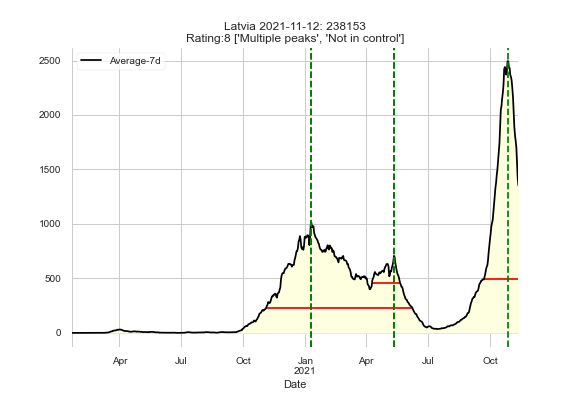 Latvia 2021-11-12: 238153
Rating:8 ['Multiple peaks', 'Not in control']
Average-7d
2500
2000
1500
1000
500
0
Apr Jul Oct Jan Apr Jul Oct
2021
Date